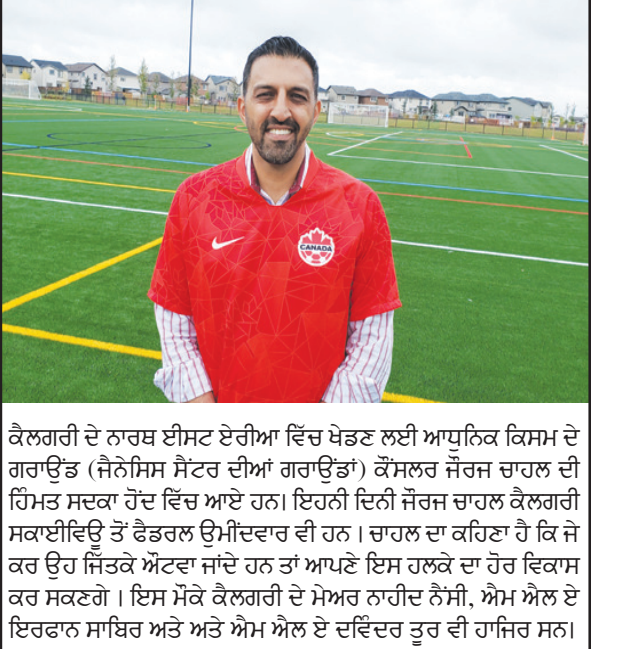 CANADA
ਕੈਲਗਰੀ ਦੇ ਨਾਰਥ ਈਸਟ ਏਰੀਆ ਵਿੱਚ ਖੇਡਣ ਲਈ ਆਧੁਨਿਕ ਕਿਸਮ ਦੇ
ਗਰਾਉਂਡ (ਜੈਨੇਸਿਸ ਸੈਂਟਰ ਦੀਆਂ ਗਰਾਉਂਡਾਂ) ਕੌਂਸਲਰ ਜੌਰਜ ਚਾਹਲ ਦੀ
ਹਿੰਮਤ ਸਦਕਾ ਹੋਂਦ ਵਿੱਚ ਆਏ ਹਨ। ਇਹਨੀ ਦਿਨੀ ਜੌਰਜ ਚਾਹਲ ਕੈਲਗਰੀ
ਸਕਾਈਵਿਊ ਤੋਂ ਫੈਡਰਲ ਉਮੀਂਦਵਾਰ ਵੀ ਹਨ । ਚਾਹਲ ਦਾ ਕਹਿਣਾ ਹੈ ਕਿ ਜੇ
ਕਰ ਉਹ ਜਿੱਤਕੇ ਔਟਵਾ ਜਾਂਦੇ ਹਨ ਤਾਂ ਆਪਣੇ ਇਸ ਹਲਕੇ ਦਾ ਹੋਰ ਵਿਕਾਸ
ਕਰ ਸਕਣਗੇ । ਇਸ ਮੌਕੇ ਕੈਲਗਰੀ ਦੇ ਮੇਅਰ ਨਾਹੀਦ ਨੈਂਸੀ, ਐਮ ਐਲ ਏ
ਇਰਫਾਨ ਸਾਬਿਰ ਅਤੇ ਅਤੇ ਐਮ ਐਲ ਏ ਦਵਿੰਦਰ ਤੂਰ ਵੀ ਹਾਜਿਰ ਸਨ।